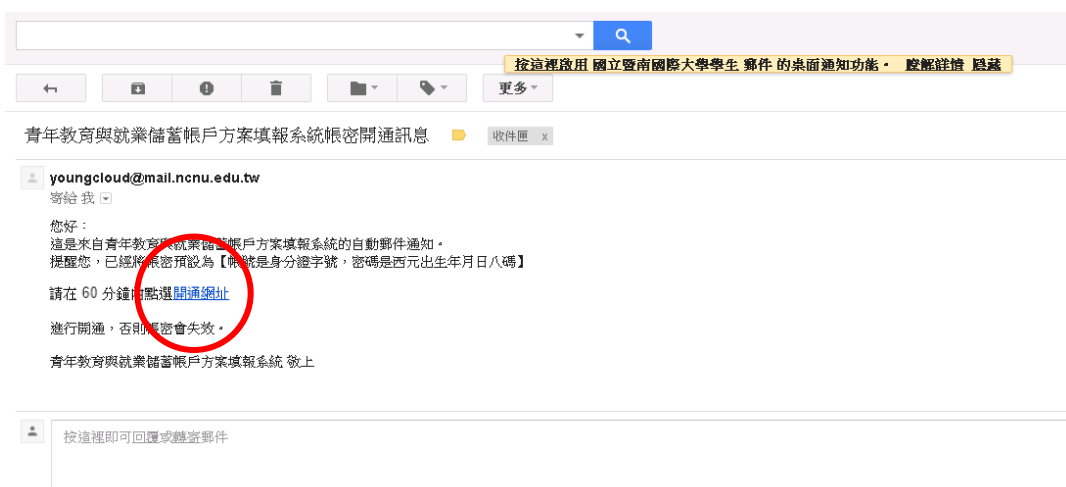 按這裡啟用 國立暨南國際大學學生 郵件 的桌面通知功能。 瞭解詳情 隱藏
更多
青年教育與就業儲蓄帳戶方案填報系統帳密開通訊息 收件匣 x
youngcloud@mail.ncnu.edu.tw
寄給 我
您好：
這是來自青年教育與就業儲蓄帳戶方案填報系統的自動郵件通知。
提醒您，已經將帳密預設為【帳號是身分證字號，密碼是西元出生年月日八碼】
請在 60 分鐘內點選開通網址
進行開通，否則帳密會失效。
青年教育與就業儲蓄帳戶方案填報系統 敬上
按這裡即可回覆或轉寄郵件